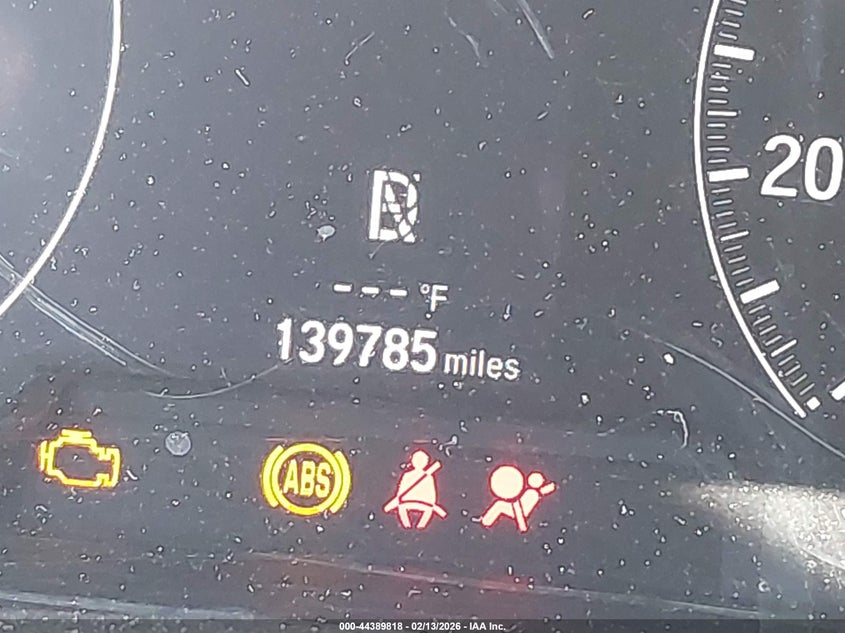 20
--- °F
139785 miles
ABS
000-44389818 - 02/13/2026 - IAA Inc.